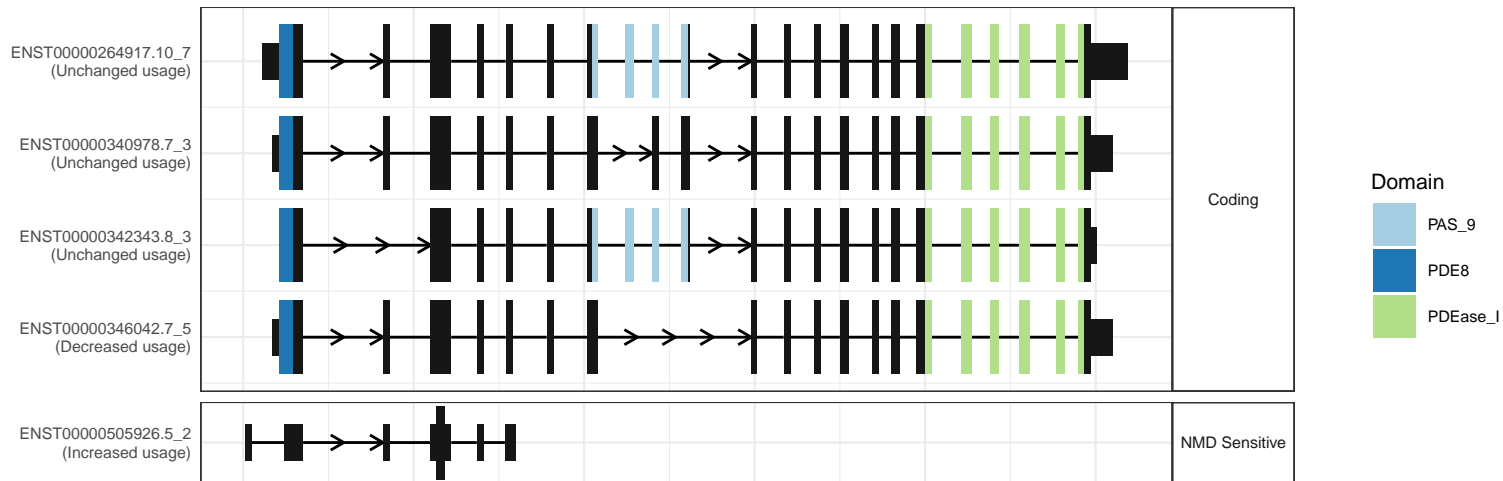 ENST00000264917.10_7
(Unchanged usage)
ENST00000340978.7_3
(Unchanged usage)
ENST00000342343.8_3
(Unchanged usage)
ENST00000346042.7_5
(Decreased usage)
Coding
ENST00000505926.5_2
(Increased usage)
NMD Sensitive
Domain
PAS_9
PDE8
PDEase_I